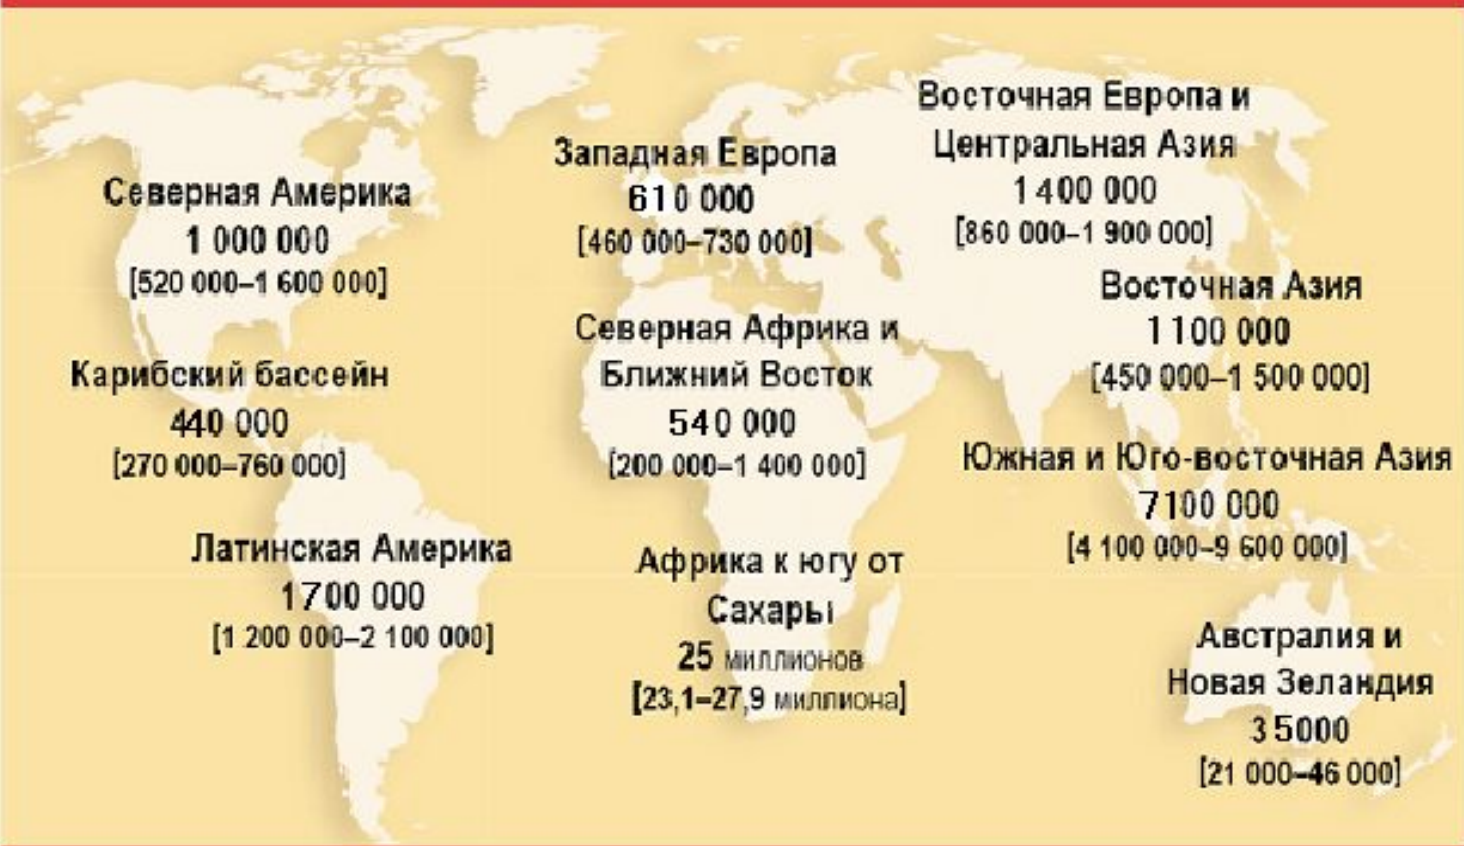 Северная Америка
1 000 000
[520 000–1 600 000]
Карибский бассейн
440 000
[270 000–760 000]
Латинская Америка
1700 000
[1 200 000–2 100 000]
Западная Европа
610 000
[460 000–730 000]
Северная Африка и
Ближний Восток
540 000
[200 000–1 400 000]
Африка к югу от
Сахары
25 миллионов
[23,1–27,9 миллиона]
Восточная Европа и
Центральная Азия
1 400 000
[860 000–1 900 000]
Восточная Азия
1 100 000
[450 000–1 500 000]
Южная и Юго-восточная Азия
7100 000
[4 100 000–9 600 000]
Австралия и
Новая Зеландия
35000
[21 000–46 000]